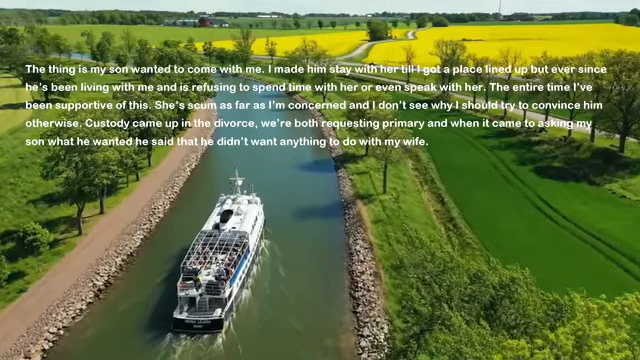 The thing is my son wanted to come with me. I made him stay with her till I got a place lined up but ever since
he's been living with me and is refusing to spend time with her or even speak with her. The entire time I've
been supportive of this. She's scum as far as I'm concerned and I don't see why I should try to convince him
otherwise. Custody came up in the divorce, we're both requesting primary and when it came to asking my
son what he wanted he said that he didn't want anything to do with my wife.